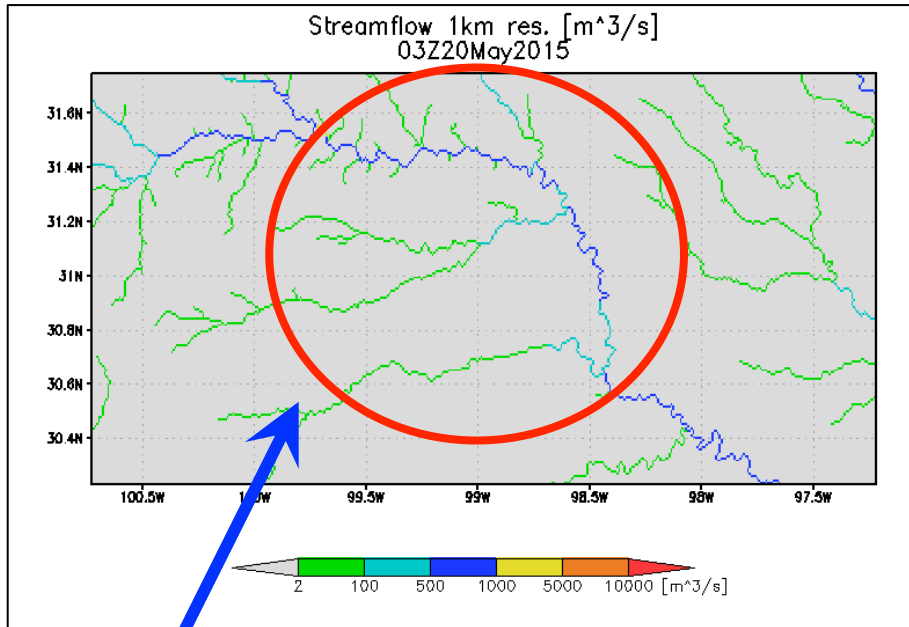 Streamflow 1km res. [m^3/s]
03Z20May2015
31.6N
31.4N
31.2N
31N
30.8N
30.6N
30.4N
100.5W 99.5W 99W 98.5W 98W 97.5W
2 100 500 1000 5000 10000 [m^3/s]